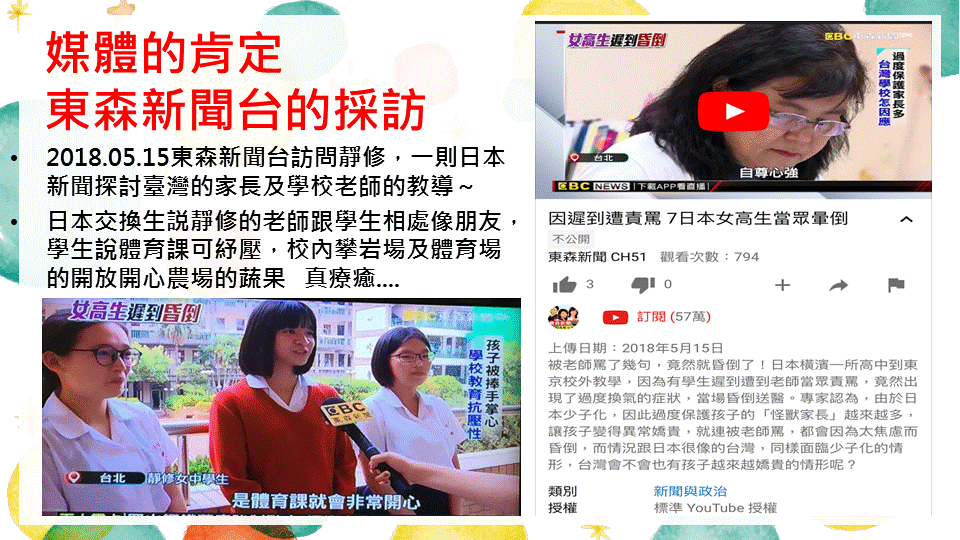 媒體的肯定
東森新聞台的採訪
• 2018.05.15東森新聞台訪問靜修，一則日本
新聞探討臺灣的家長及學校老師的教導～
• 日本交換生説靜修的老師跟學生相處像朋友，
學生說體育課可紓壓，校內攀岩場及體育場
的開放開心農場的蔬果 真療癒....
女高生遲到昏倒
EBC
孩子被捧手掌心
學校教育抗壓性
EBC
東森新聞
台北
靜修女中學生
是體育課就會非常開心
女高生遲到昏倒
EBC
過度保護家長多
台灣學校怎因應
台北
自尊心強
EBC NEWS 下載APP看直播
因遲到遭責罵 7日本女高生當眾暈倒
不公開
東森新聞 CH51 觀看次數：794
3 0
訂閱 (57萬)
上傳日期：2018年5月15日
被老師罵了幾句，竟然就昏倒了！日本橫濱一所高中到東
京校外教學，因為有學生遲到遭到老師當眾責罵，竟然出
現了過度換氣的症狀，當場昏倒送醫。專家認為，由於日
本少子化，因此過度保護孩子的「怪獸家長」越來越多，
讓孩子變得異常嬌貴，就連被老師罵，都會因為太焦慮而
昏倒，而情況跟日本很像的台灣，同樣面臨少子化的情
形，台灣會不會也有孩子越來越嬌貴的情形呢？
類別 新聞與政治
授權 標準 YouTube 授權